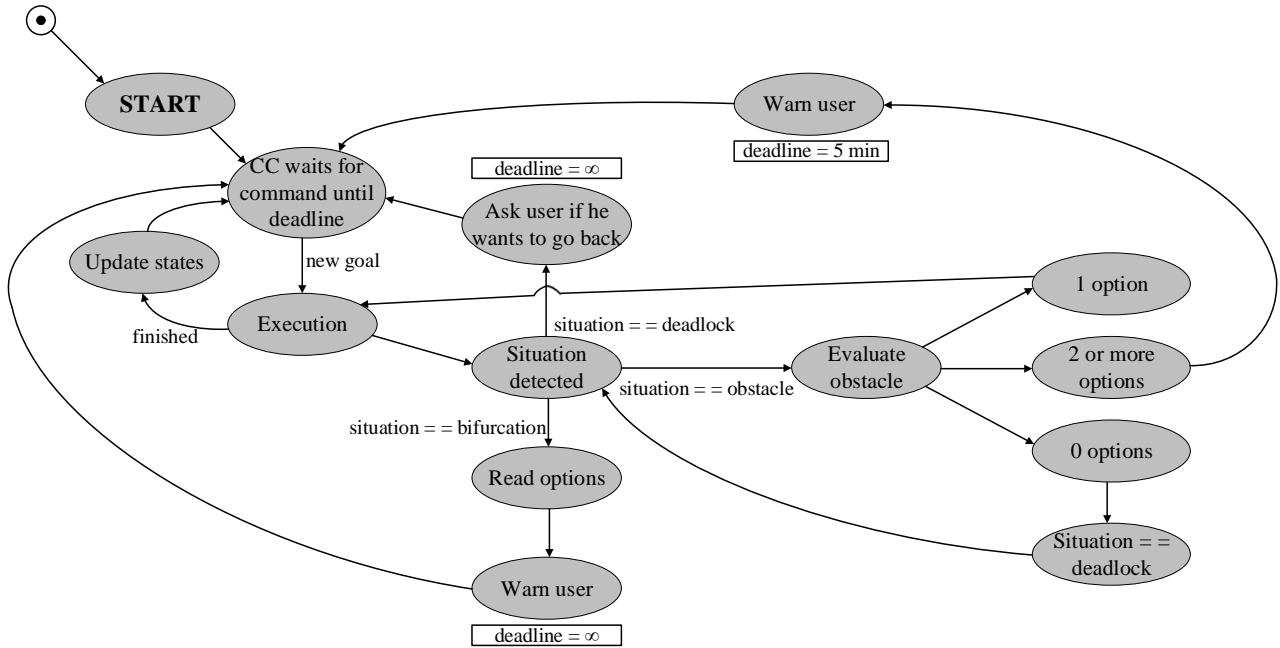 START
Warn user
deadline = 5 min
CC waits for
command until
deadline
deadline = ∞
Ask user if he
wants to go back
Update states
new goal
1 option
Execution
finished
situation = = deadlock
Situation
detected
situation = = obstacle
Evaluate
obstacle
2 or more
options
situation = = bifurcation
0 options
Read options
Situation = =
deadlock
Warn user
deadline = ∞